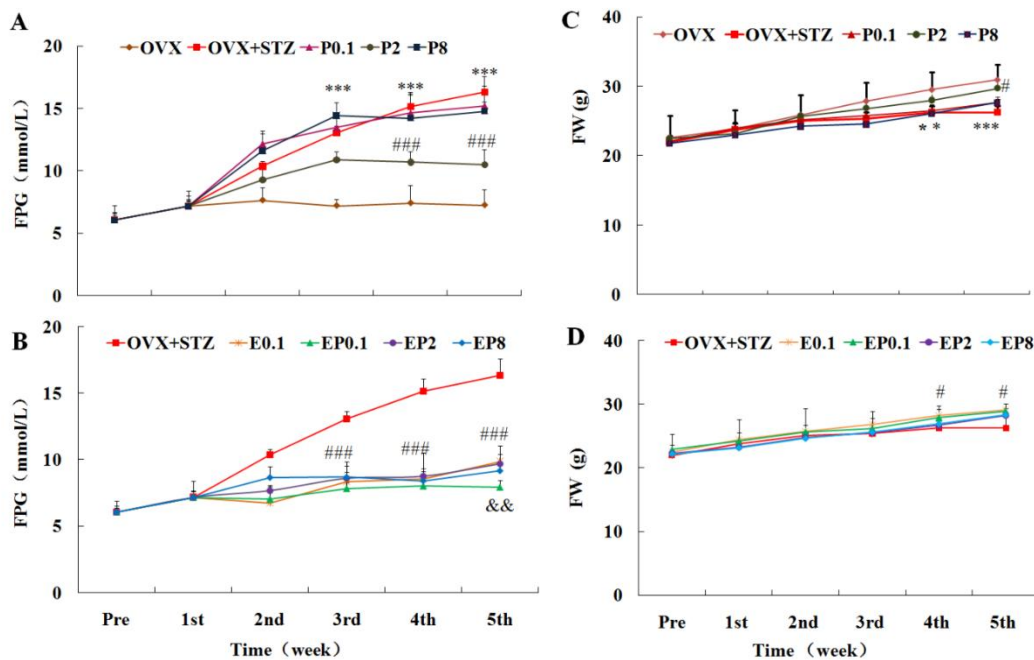 A
OVX OVX+STZ P0.1 P2 P8
20
15
10
5
0
FPG (mmol/L)
*** *** ***
### ###
C
OVX OVX+STZ P0.1 P2 P8
40
30
20
10
0
FW (g)
#
* * ***
B
OVX+STZ E0.1 EP0.1 EP2 EP8
20
15
10
5
0
FPG (mmol/L)
### ### ###
&&
Pre 1st 2nd 3rd 4th 5th
Time (week)
D
OVX+STZ E0.1 EP0.1 EP2 EP8
40
30
20
10
0
FW (g)
# #
Pre 1st 2nd 3rd 4th 5th
Time (week)